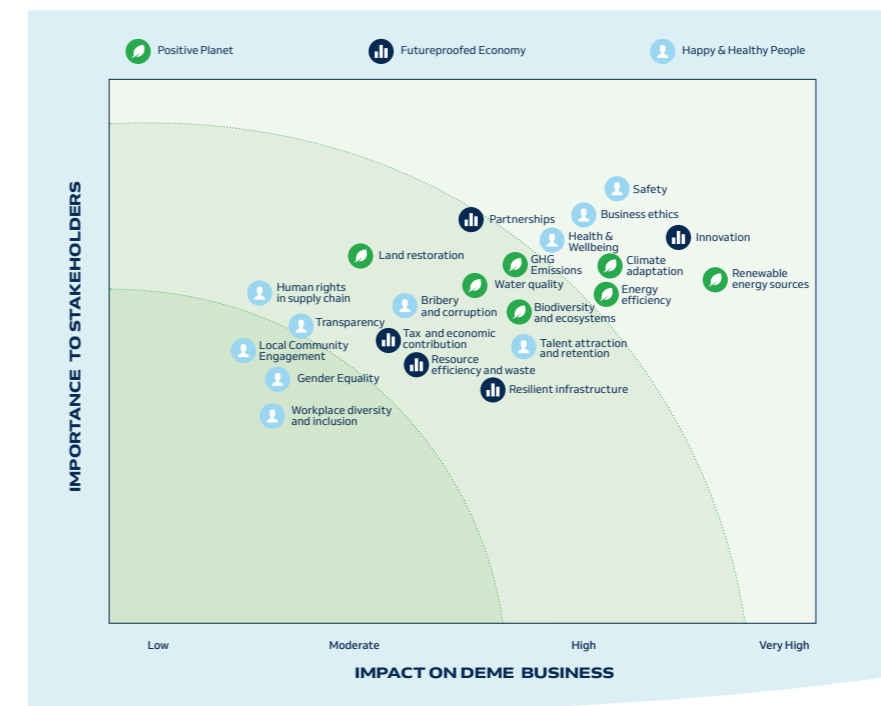 Positive Planet
Futureproofed Economy
Happy & Healthy People
IMPORTANCE TO STAKEHOLDERS
Safety
Business ethics
Partnerships
Health &
Wellbeing
Innovation
Land restoration
GHG
Emissions
Climate
adaptation
Renewable
energy sources
Water quality
Energy
efficiency
Human rights
in supply chain
Bribery
and corruption
Biodiversity
and ecosystems
Transparency
Tax and economic
contribution
Talent attraction
and retention
Local Community
Engagement
Resource
efficiency and waste
Gender Equality
Resilient infrastructure
Workplace diversity
and inclusion
Low
Moderate
High
Very High
IMPACT ON DEME BUSINESS